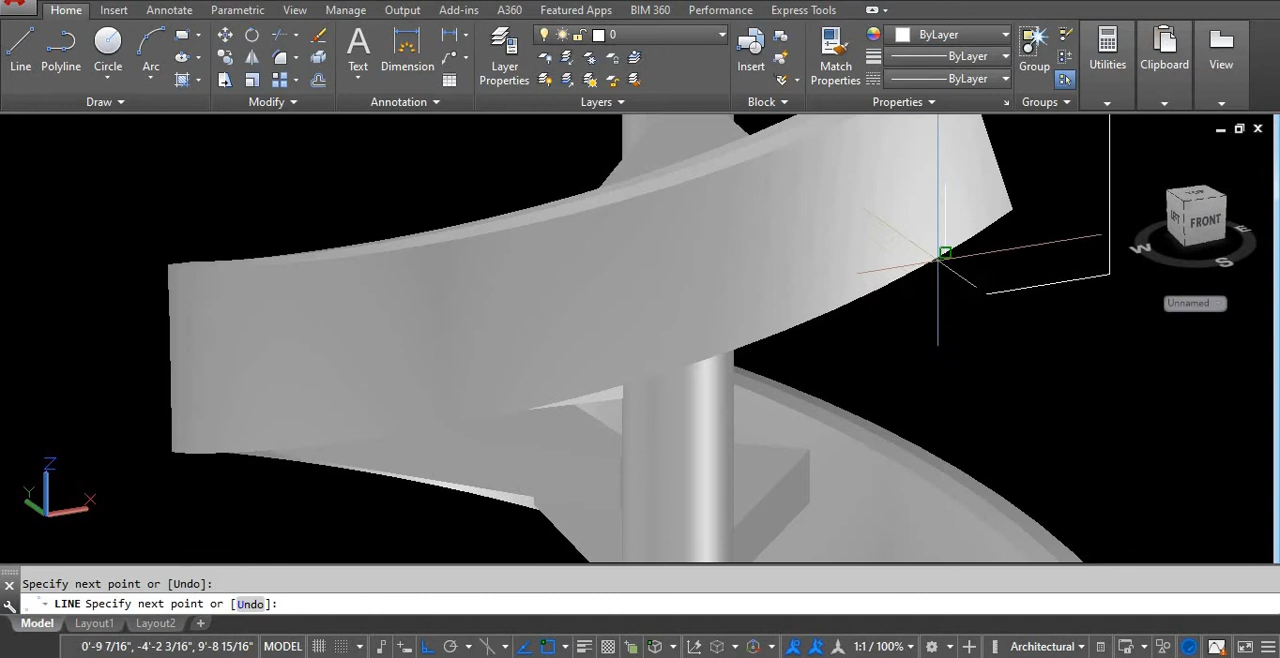 Home Insert Annotate Parametric View Manage Output Add-ins A360 Featured Apps BIM 360 Performance Express Tools
Line Polyline Circle Arc
Text Dimension
Layer Properties
0
Insert
Match Properties
ByLayer
ByLayer
ByLayer
Group
Utilities Clipboard View
Draw Modify Annotation Layers Block Properties Groups
TOP
LEFT FRONT
W E S
Unnamed
Z
Y X
Specify next point or [Undo]:
LINE Specify next point or [Undo]:
Model Layout1 Layout2 +
0'-9 7/16", -4'-2 3/16", 9'-8 15/16" MODEL 1:1 / 100% Architectural